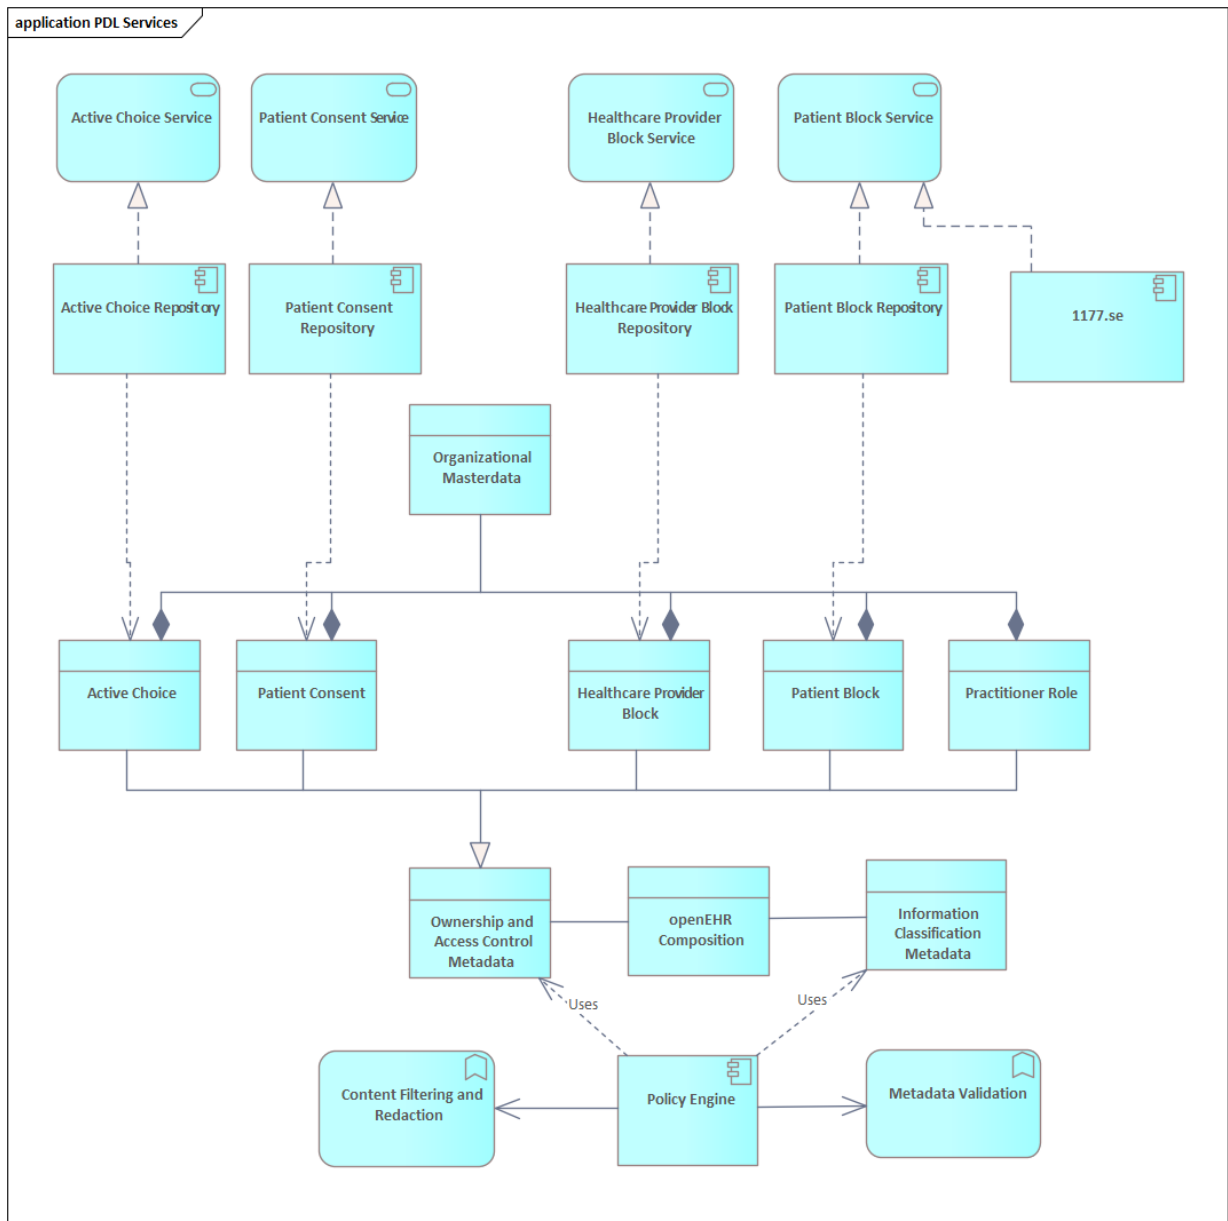 application PDL Services
Active Choice Service
Patient Consent Service
Healthcare Provider
Block Service
Patient Block Service
Active Choice Repository
Patient Consent
Repository
Healthcare Provider Block
Repository
Patient Block Repository
1177.se
Organizational
Masterdata
Active Choice
Patient Consent
Healthcare Provider
Block
Patient Block
Practitioner Role
Ownership and
Access Control
Metadata
openEHR
Composition
Information
Classification
Metadata
Uses
Uses
Content Filtering and
Redaction
Policy Engine
Metadata Validation